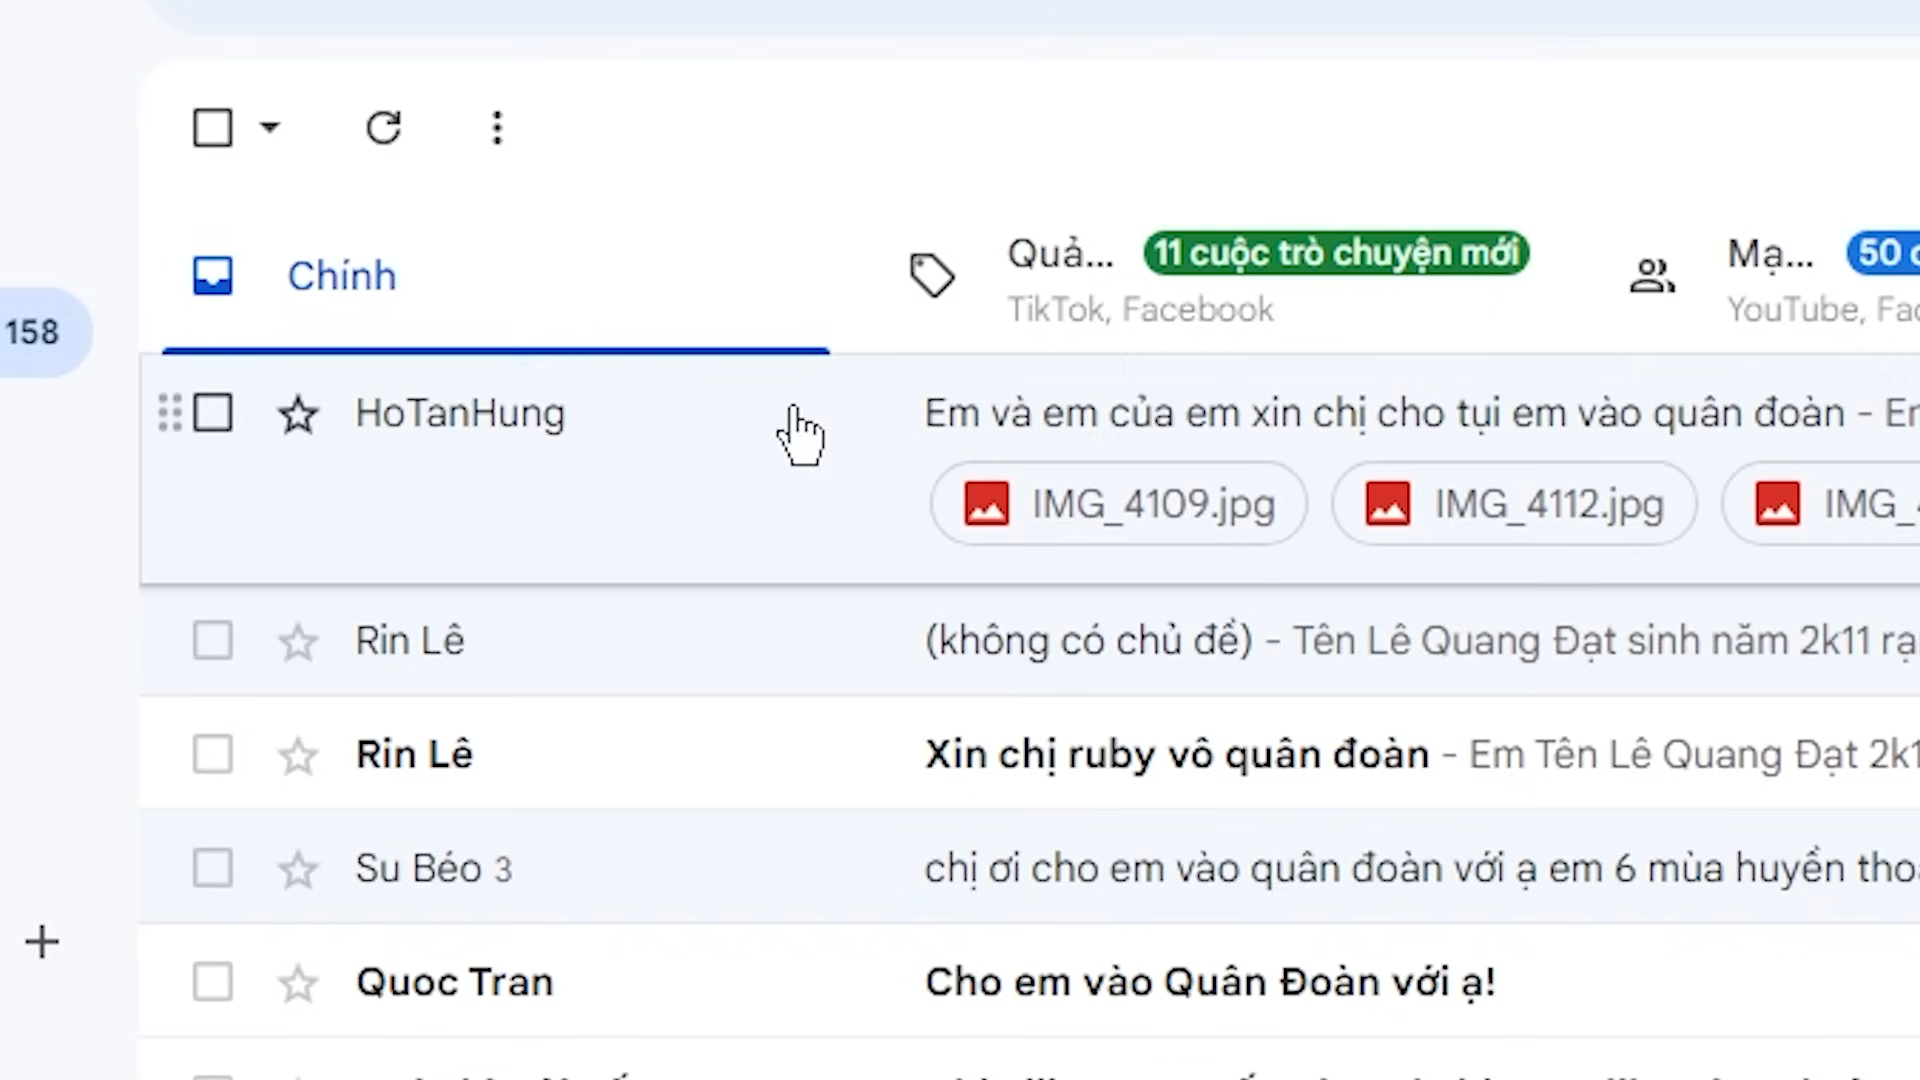 Chính
Quả... 11 cuộc trò chuyện mới
TikTok, Facebook
Mạ... 50
YouTube,
158
HoTanHung Em và em của em xin chị cho tụi em vào quân đoàn -
IMG_4109.jpg IMG_4112.jpg IMG_
Rin Lê (không có chủ đề) - Tên Lê Quang Đạt sinh năm 2k11
Rin Lê Xin chị ruby vô quân đoàn - Em Tên Lê Quang Đạt
Su Béo 3 chị ơi cho em vào quân đoàn với ạ em 6 mùa huyền
Quoc Tran Cho em vào Quân Đoàn với ạ!